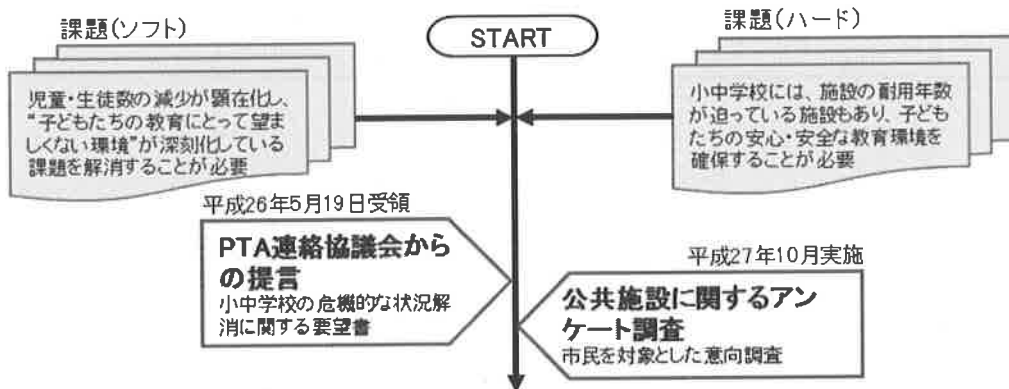 課題(ソフト)
児童・生徒数の減少が顕在化し、
“子どもたちの教育にとって望ま
しくない環境”が深刻化している
課題を解消することが必要
START
課題(ハード)
小中学校には、施設の耐用年数
が迫っている施設もあり、子ども
たちの安心・安全な教育環境を
確保することが必要
平成26年5月19日受領
PTA連絡協議会から
の提言
小中学校の危機的な状況解
消に関する要望書
平成27年10月実施
公共施設に関するアン
ケート調査
市民を対象とした意向調査